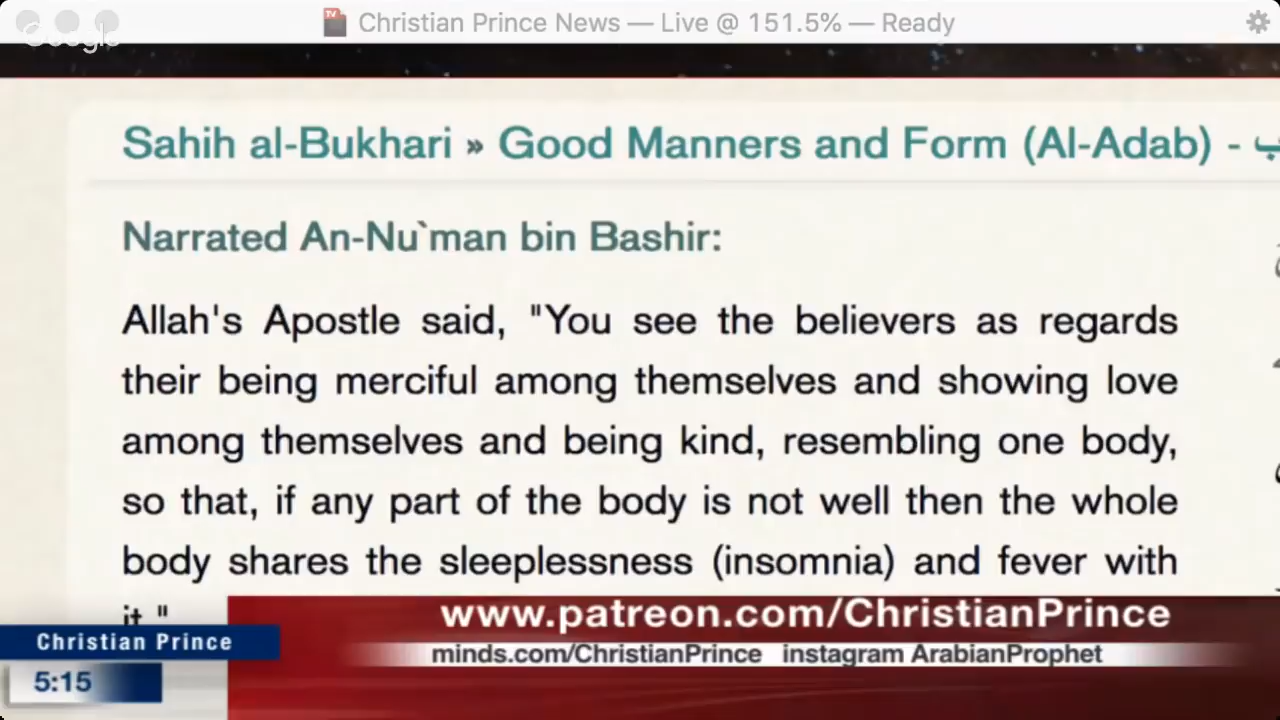 Christian Prince News — Live @ 151.5% — Ready
Google
Sahih al-Bukhari » Good Manners and Form (Al-Adab) -
Narrated An-Nu`man bin Bashir:
Allah's Apostle said, "You see the believers as regards
their being merciful among themselves and showing love
among themselves and being kind, resembling one body,
so that, if any part of the body is not well then the whole
body shares the sleeplessness (insomnia) and fever with
it."
www.patreon.com/ChristianPrince
Christian Prince
minds.com/ChristianPrince instagram ArabianProphet
5:15